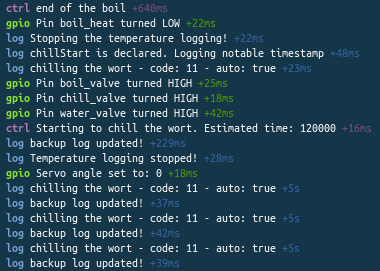 ctrl end of the boil +640ms
gpio Pin boil_heat turned LOW +22ms
log Stopping the temperature logging! +22ms
log chillStart is declared. Logging notable timestamp +48ms
log chilling the wort - code: 11 - auto: true +23ms
gpio Pin boil_valve turned HIGH +25ms
gpio Pin chill_valve turned HIGH +18ms
gpio Pin water_valve turned HIGH +42ms
ctrl Starting to chill the wort. Estimated time: 120000 +16ms
log backup log updated! +229ms
log Temperature logging stopped! +28ms
gpio Servo angle set to: 0 +18ms
log chilling the wort - code: 11 - auto: true +5s
log backup log updated! +37ms
log chilling the wort - code: 11 - auto: true +5s
log backup log updated! +42ms
log chilling the wort - code: 11 - auto: true +5s
log backup log updated! +39ms